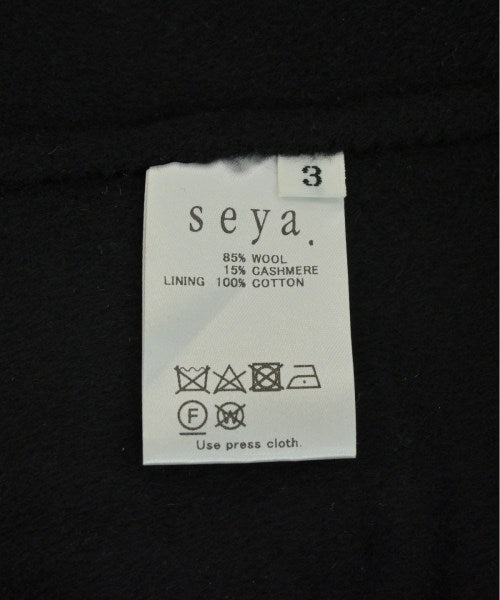 3
seya.
85% WOOL
15% CASHMERE
LINING 100% COTTON
F W
Use press cloth.